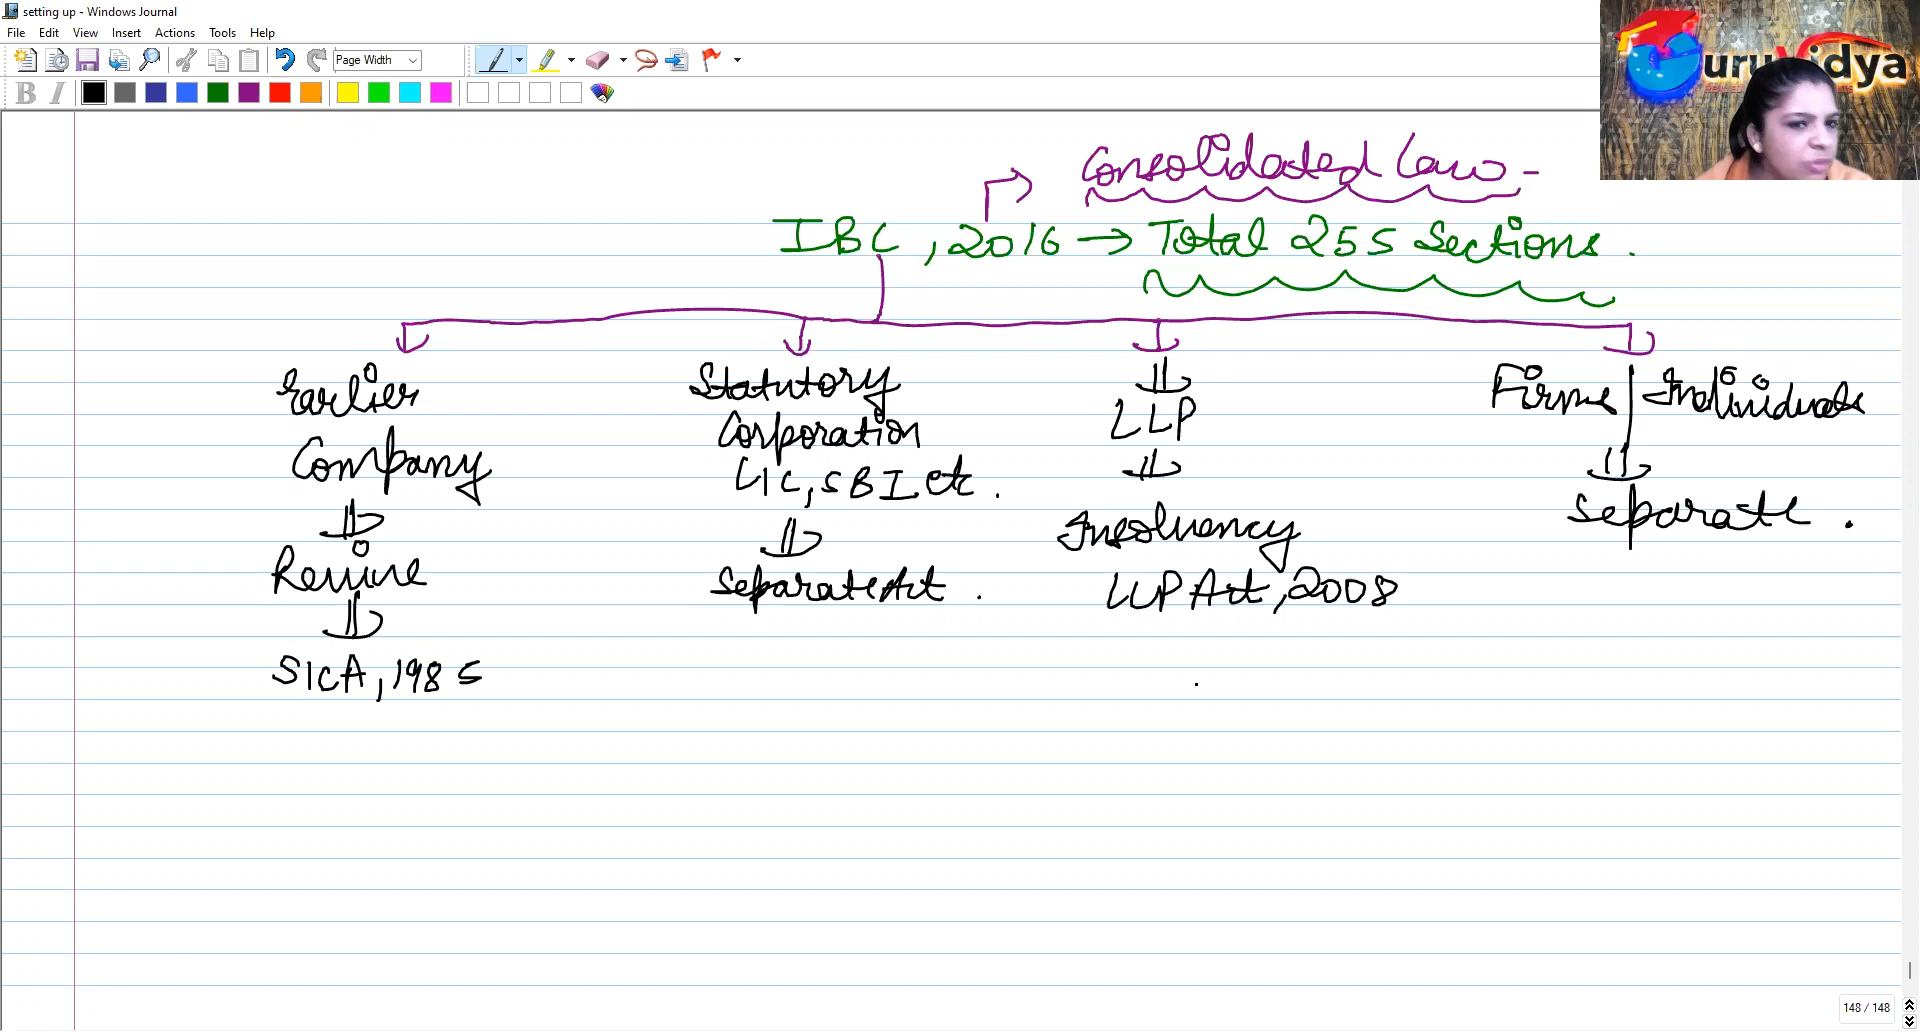 setting up - Windows Journal
File Edit View Insert Actions Tools Help
Page Width
B I
GuruVidya
Consolidated Law -
IBC, 2016 → Total 255 Sections.
Earlier
Company
Revive
SICA, 1985
Statutory
Corporation
LIC, SBI etc.
Separate Act.
LLP
Insolvency
LLP Act, 2008
Firms | Individuals
Separate.
148 / 148